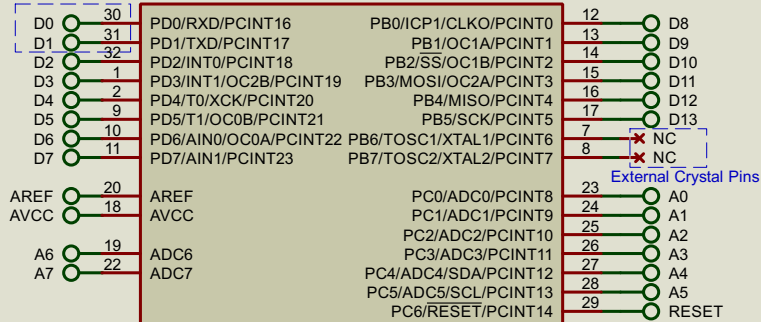 D0 30 PD0/RXD/PCINT16 PB0/ICP1/CLKO/PCINT0 12 D8
D1 31 PD1/TXD/PCINT17 PB1/OC1A/PCINT1 13 D9
D2 32 PD2/INT0/PCINT18 PB2/SS/OC1B/PCINT2 14 D10
D3 1 PD3/INT1/OC2B/PCINT19 PB3/MOSI/OC2A/PCINT3 15 D11
D4 2 PD4/T0/XCK/PCINT20 PB4/MISO/PCINT4 16 D12
D5 9 PD5/T1/OC0B/PCINT21 PB5/SCK/PCINT5 17 D13
D6 10 PD6/AIN0/OC0A/PCINT22 PB6/TOSC1/XTAL1/PCINT6 7 NC
D7 11 PD7/AIN1/PCINT23 PB7/TOSC2/XTAL2/PCINT7 8 NC
External Crystal Pins
AREF 20 AREF PC0/ADC0/PCINT8 23 A0
AVCC 18 AVCC PC1/ADC1/PCINT9 24 A1
PC2/ADC2/PCINT10 25 A2
A6 19 ADC6 PC3/ADC3/PCINT11 26 A3
A7 22 ADC7 PC4/ADC4/SDA/PCINT12 27 A4
PC5/ADC5/SCL/PCINT13 28 A5
PC6/RESET/PCINT14 29 RESET